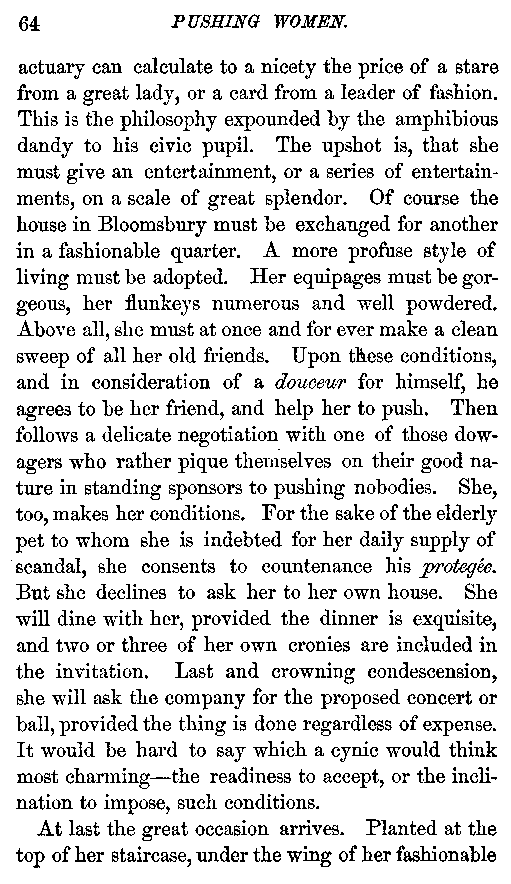 64 PUSHING WOMEN.
actuary can calculate to a nicety the price of a stare
from a great lady, or a card from a leader of fashion.
This is the philosophy expounded by the amphibious
dandy to his civic pupil. The upshot is, that she
must give an entertainment, or a series of entertain-
ments, on a scale of great splendor. Of course the
house in Bloomsbury must be exchanged for another
in a fashionable quarter. A more profuse style of
living must be adopted. Her equipages must be gor-
geous, her flunkeys numerous and well powdered.
Above all, she must at once and for ever make a clean
sweep of all her old friends. Upon these conditions,
and in consideration of a douceur for himself, he
agrees to be her friend, and help her to push. Then
follows a delicate negotiation with one of those dow-
agers who rather pique themselves on their good na-
ture in standing sponsors to pushing nobodies. She,
too, makes her conditions. For the sake of the elderly
pet to whom she is indebted for her daily supply of
scandal, she consents to countenance his protegée.
But she declines to ask her to her own house. She
will dine with her, provided the dinner is exquisite,
and two or three of her own cronies are included in
the invitation. Last and crowning condescension,
she will ask the company for the proposed concert or
ball, provided the thing is done regardless of expense.
It would be hard to say which a cynic would think
most charming—the readiness to accept, or the incli-
nation to impose, such conditions.
At last the great occasion arrives. Planted at the
top of her staircase, under the wing of her fashionable